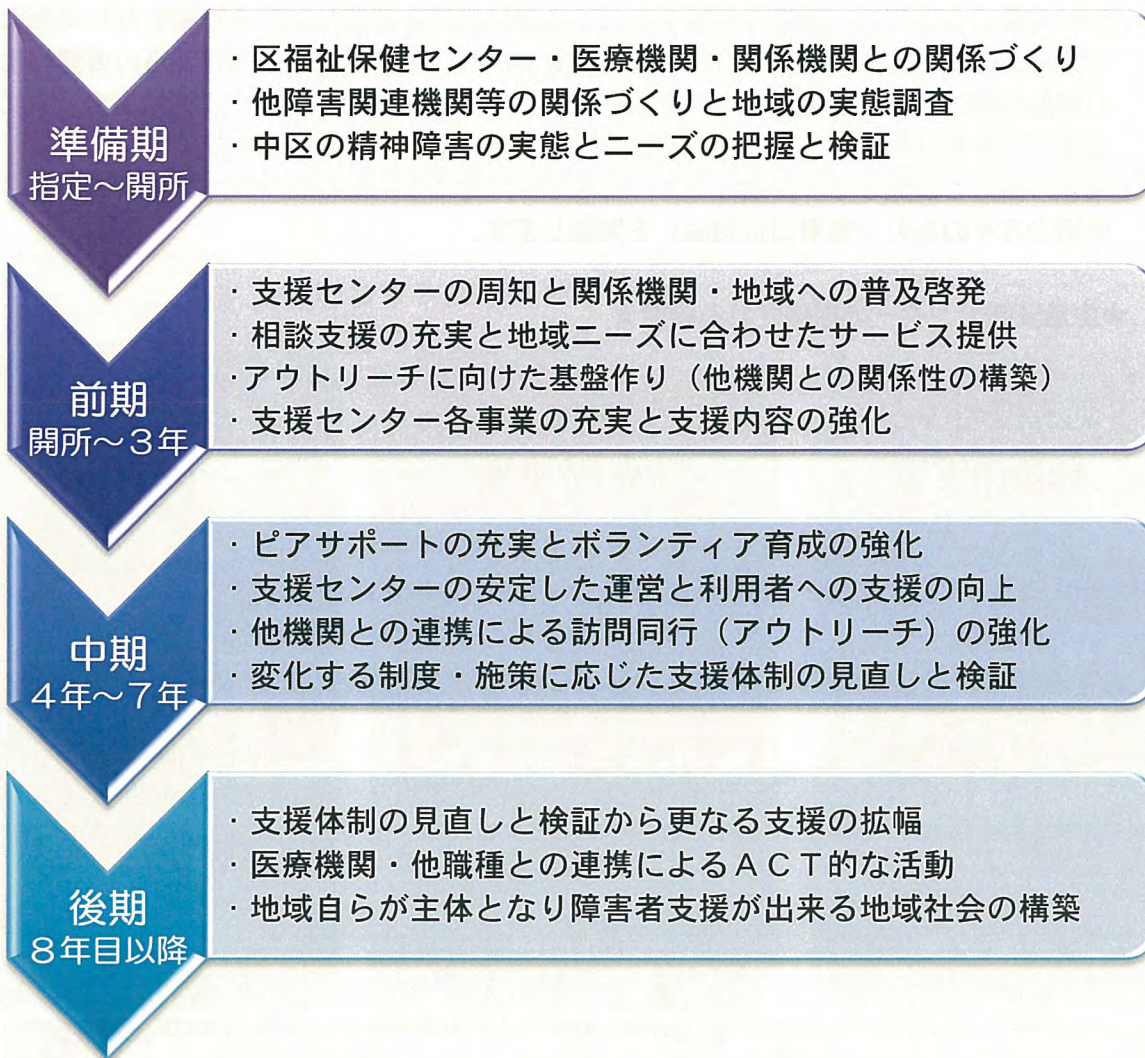 準備期
指定～開所
・区福祉保健センター・医療機関・関係機関との関係づくり
・他障害関連機関等の関係づくりと地域の実態調査
・中区の精神障害の実態とニーズの把握と検証
前期
開所～３年
・支援センターの周知と関係機関・地域への普及啓発
・相談支援の充実と地域ニーズに合わせたサービス提供
・アウトリーチに向けた基盤作り（他機関との関係性の構築）
・支援センター各事業の充実と支援内容の強化
中期
４年～７年
・ピアサポートの充実とボランティア育成の強化
・支援センターの安定した運営と利用者への支援の向上
・他機関との連携による訪問同行（アウトリーチ）の強化
・変化する制度・施策に応じた支援体制の見直しと検証
後期
８年目以降
・支援体制の見直しと検証から更なる支援の拡幅
・医療機関・他職種との連携によるＡＣＴ的な活動
・地域自らが主体となり障害者支援が出来る地域社会の構築